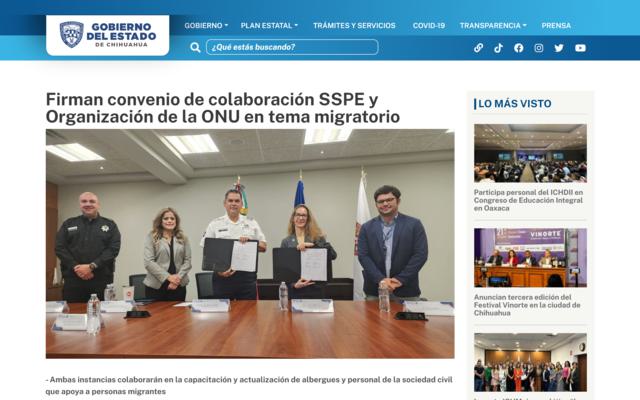 GOBIERNO
DEL ESTADO
DE CHIHUAHUA
GOBIERNO PLAN ESTATAL TRÁMITES Y SERVICIOS COVID-19 TRANSPARENCIA PRENSA
¿Qué estás buscando?
Firman convenio de colaboración SSPE y
Organización de la ONU en tema migratorio
- Ambas instancias colaborarán en la capacitación y actualización de albergues y personal de la sociedad civil
que apoya a personas migrantes
LO MÁS VISTO
Participa personal del ICHDII en
Congreso de Educación Integral
en Oaxaca
VINORTE
Anuncian tercera edición del
Festival Vinorte en la ciudad de
Chihuahua